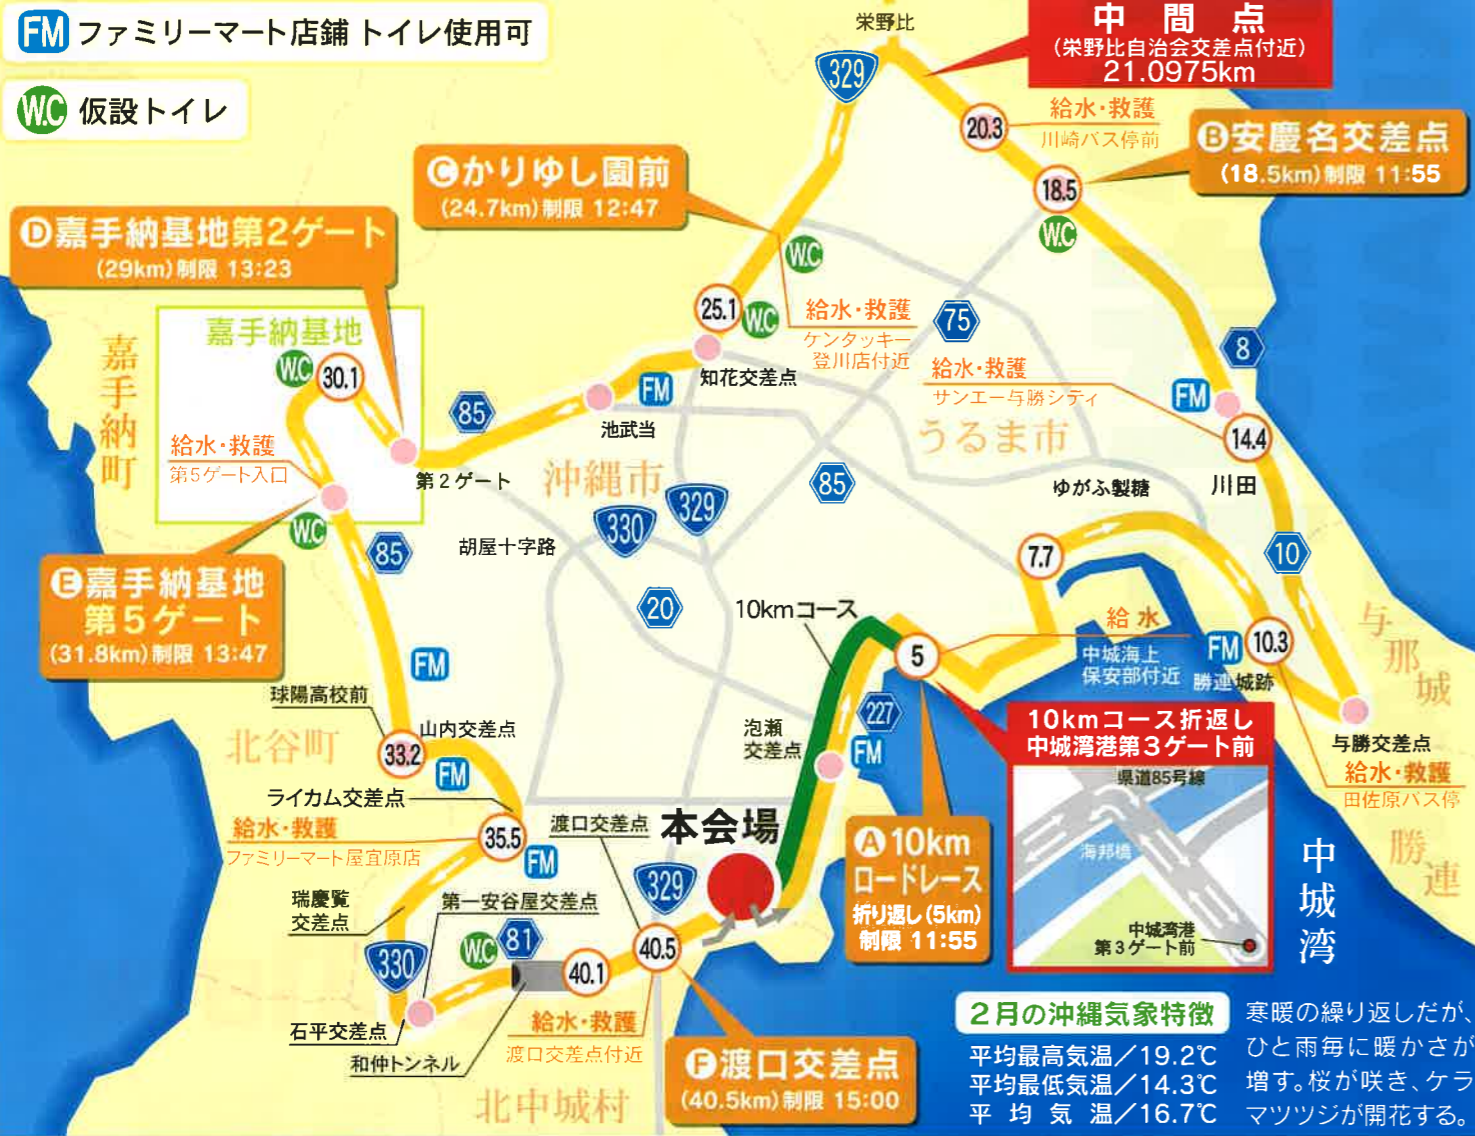 FM ファミリーマート店舗 トイレ使用可
W.C 仮設トイレ
栄野比
329
中間点
(栄野比自治会交差点付近)
21.0975km
20.3
給水・救護
川崎バス停前
B安慶名交差点
(18.5km)制限 11:55
18.5
W.C
Cかりゆし園前
(24.7km)制限 12:47
W.C
D嘉手納基地第2ゲート
(29km)制限 13:23
25.1
W.C
給水・救護
ケンタッキー
登川店付近
75
8
嘉手納基地
W.C
30.1
嘉手納町
知花交差点
FM
85
池武当
給水・救護
サンエー与勝シティ
FM
14.4
うるま市
川田
給水・救護
第5ゲート入口
第2ゲート
沖縄市
85
ゆがふ製糖
329
330
W.C
85
胡屋十字路
7.7
10
E嘉手納基地
第5ゲート
(31.8km)制限 13:47
20
10kmコース
5
給水
中城海上
保安部付近
FM
10.3
勝連城跡
与那城
FM
球陽高校前
山内交差点
北谷町
33.2
FM
227
泡瀬
交差点
FM
10kmコース折返し
中城湾港第3ゲート前
県道85号線
海邦橋
中城湾港
第3ゲート前
与勝交差点
給水・救護
田佐原バス停
勝連
ライカム交差点
給水・救護
ファミリーマート屋宜原店
35.5
FM
渡口交差点
本会場
A10km
ロードレース
折り返し(5km)
制限 11:55
中城湾
瑞慶覧
交差点
第一安谷屋交差点
329
W.C
81
40.5
330
40.1
石平交差点
和仲トンネル
給水・救護
渡口交差点付近
北中城村
F渡口交差点
(40.5km)制限 15:00
2月の沖縄気象特徴
平均最高気温/19.2℃
平均最低気温/14.3℃
平均気温/16.7℃
寒暖の繰り返しだが、
ひと雨毎に暖かさが
増す。桜が咲き、ケラ
マツツジが開花する。